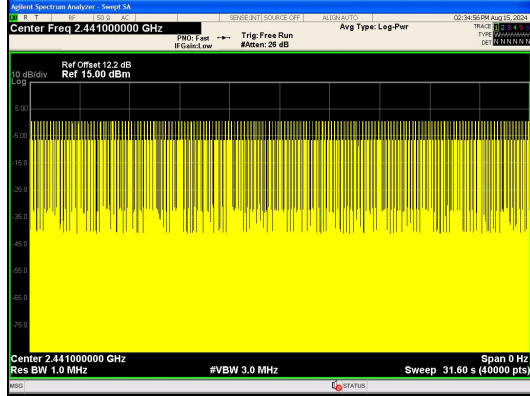 Agilent Spectrum Analyzer - Swept SA
R T RF 50 Ω AC SENSE:INT SOURCE OFF ALIGN AUTO 02:34:56 PM Aug 15, 2024
Center Freq 2.441000000 GHz Avg Type: Log-Pwr TRACE 1 2 3 4 5
PNO: Fast Trig: Free Run TYPE
IFGain:Low #Atten: 26 dB DET N N N N N N
Ref Offset 12.2 dB
10 dB/div Ref 15.00 dBm
Log
5.00
-5.00
-15.0
-25.0
-35.0
-45.0
-55.0
-65.0
-75.0
Center 2.441000000 GHz Span 0 Hz
Res BW 1.0 MHz #VBW 3.0 MHz Sweep 31.60 s (40000 pts)
MSG STATUS